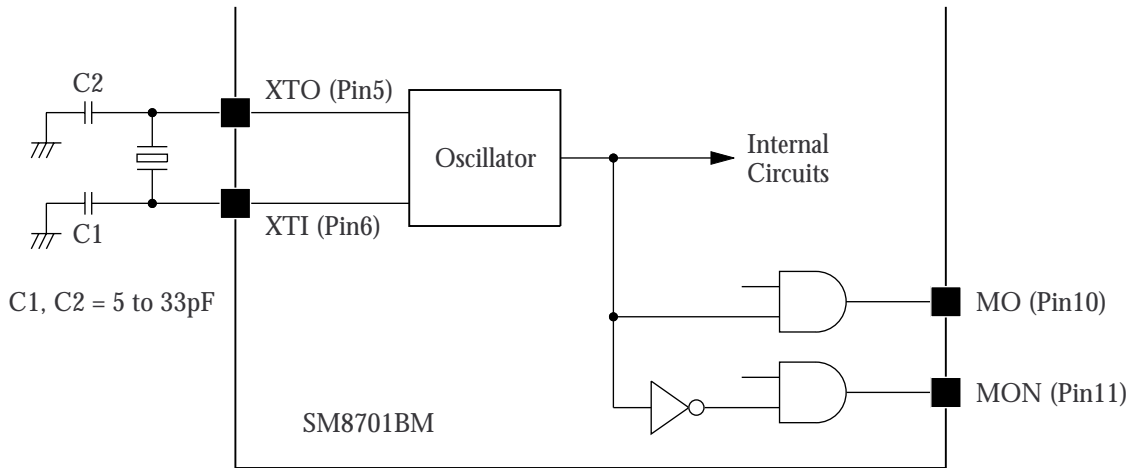 C2
XTO (Pin5)
Oscillator
Internal
Circuits
XTI (Pin6)
C1
C1, C2 = 5 to 33pF
MO (Pin10)
MON (Pin11)
SM8701BM